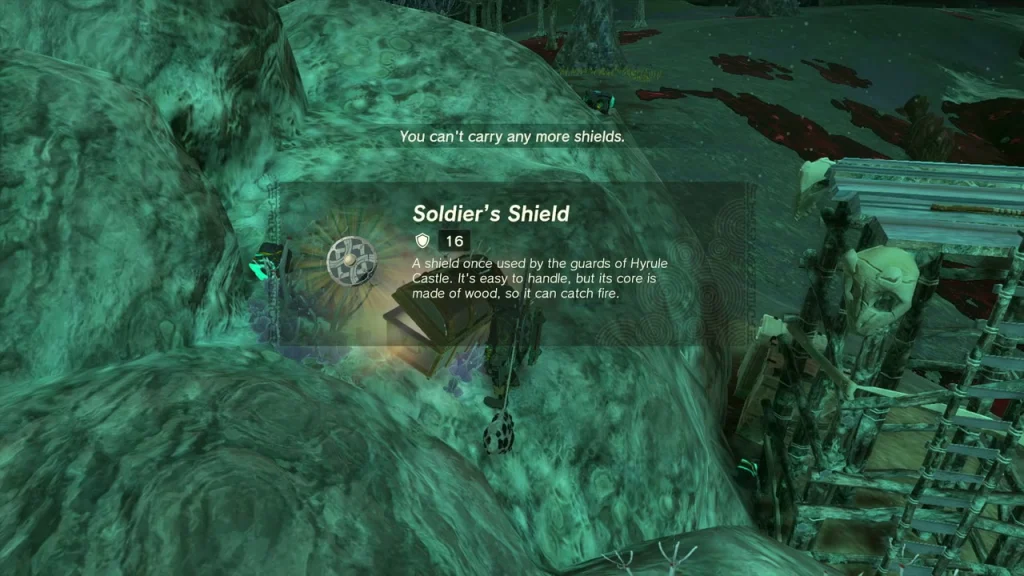 You can't carry any more shields.
Soldier's Shield
16
A shield once used by the guards of Hyrule
Castle. It's easy to handle, but its core is
made of wood, so it can catch fire.